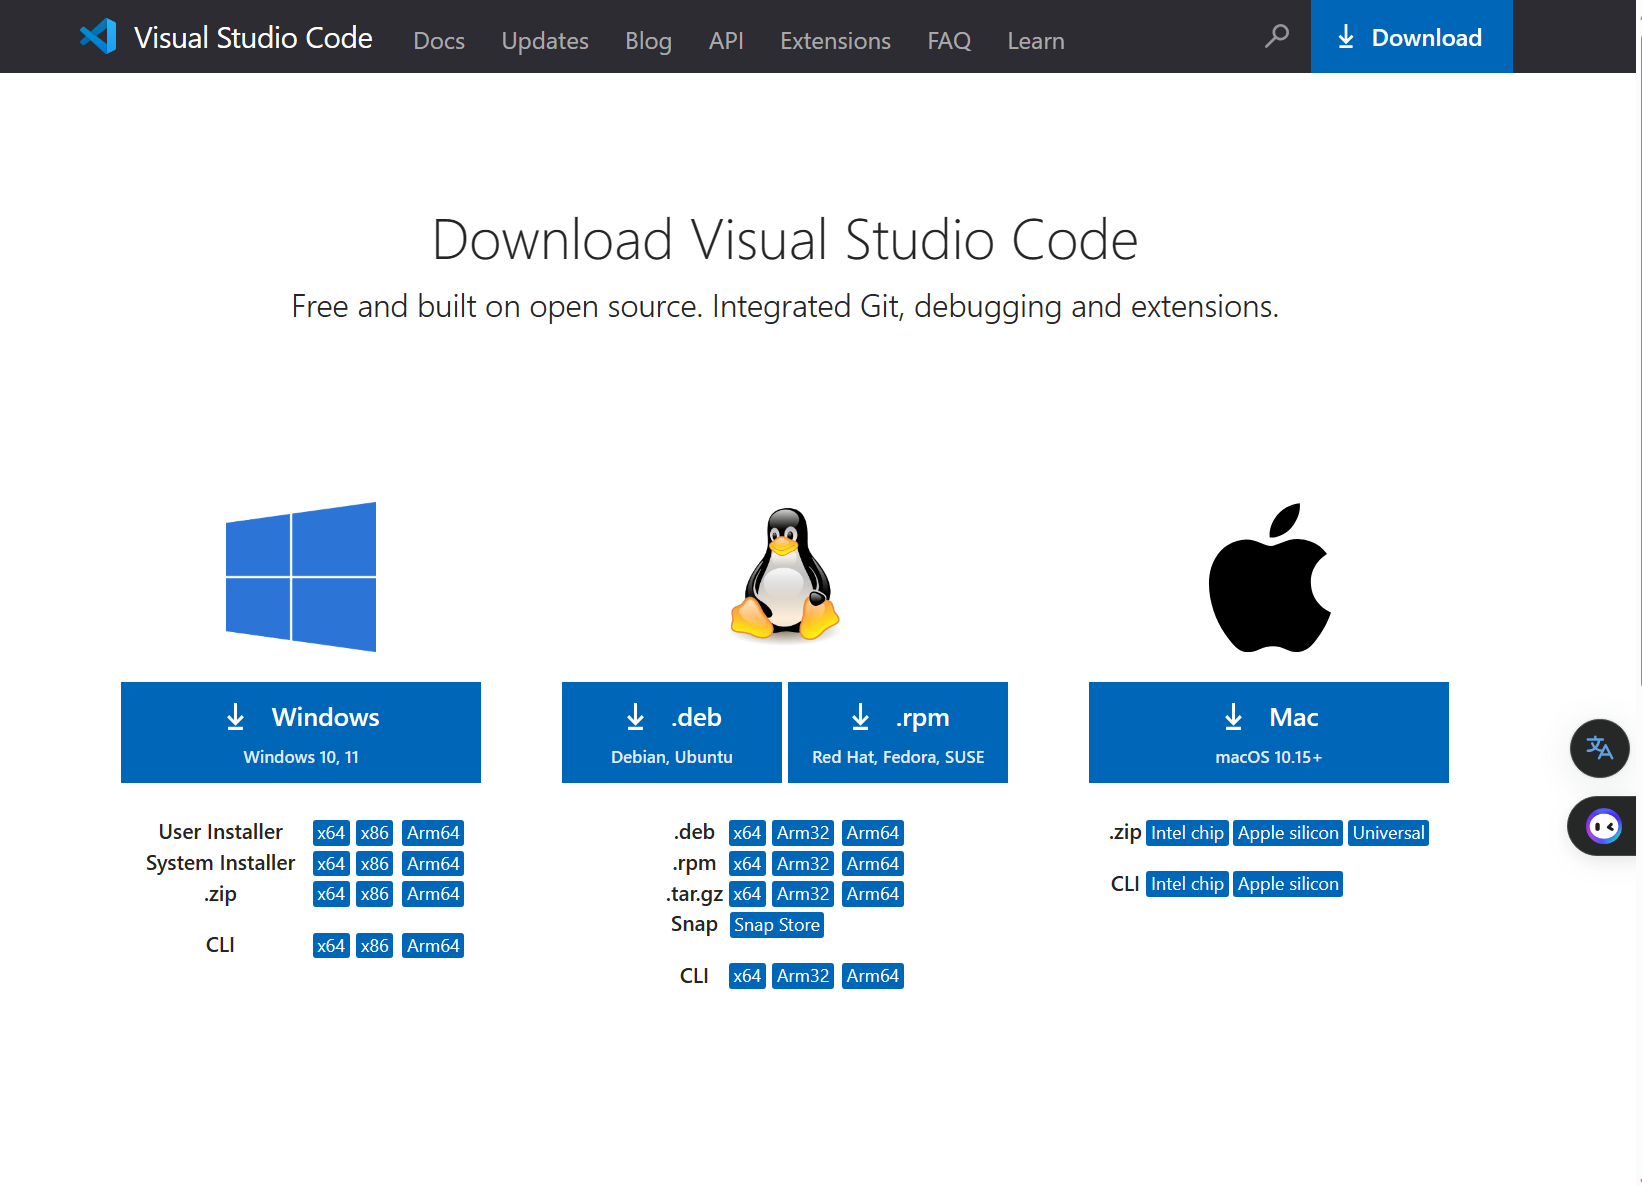 Visual Studio Code Docs Updates Blog API Extensions FAQ Learn Download
Download Visual Studio Code
Free and built on open source. Integrated Git, debugging and extensions.
Windows
Windows 10, 11
User Installer x64 x86 Arm64
System Installer x64 x86 Arm64
.zip x64 x86 Arm64
CLI x64 x86 Arm64
.deb
Debian, Ubuntu
.rpm
Red Hat, Fedora, SUSE
.deb x64 Arm32 Arm64
.rpm x64 Arm32 Arm64
.tar.gz x64 Arm32 Arm64
Snap Snap Store
CLI x64 Arm32 Arm64
Mac
macOS 10.15+
.zip Intel chip Apple silicon Universal
CLI Intel chip Apple silicon